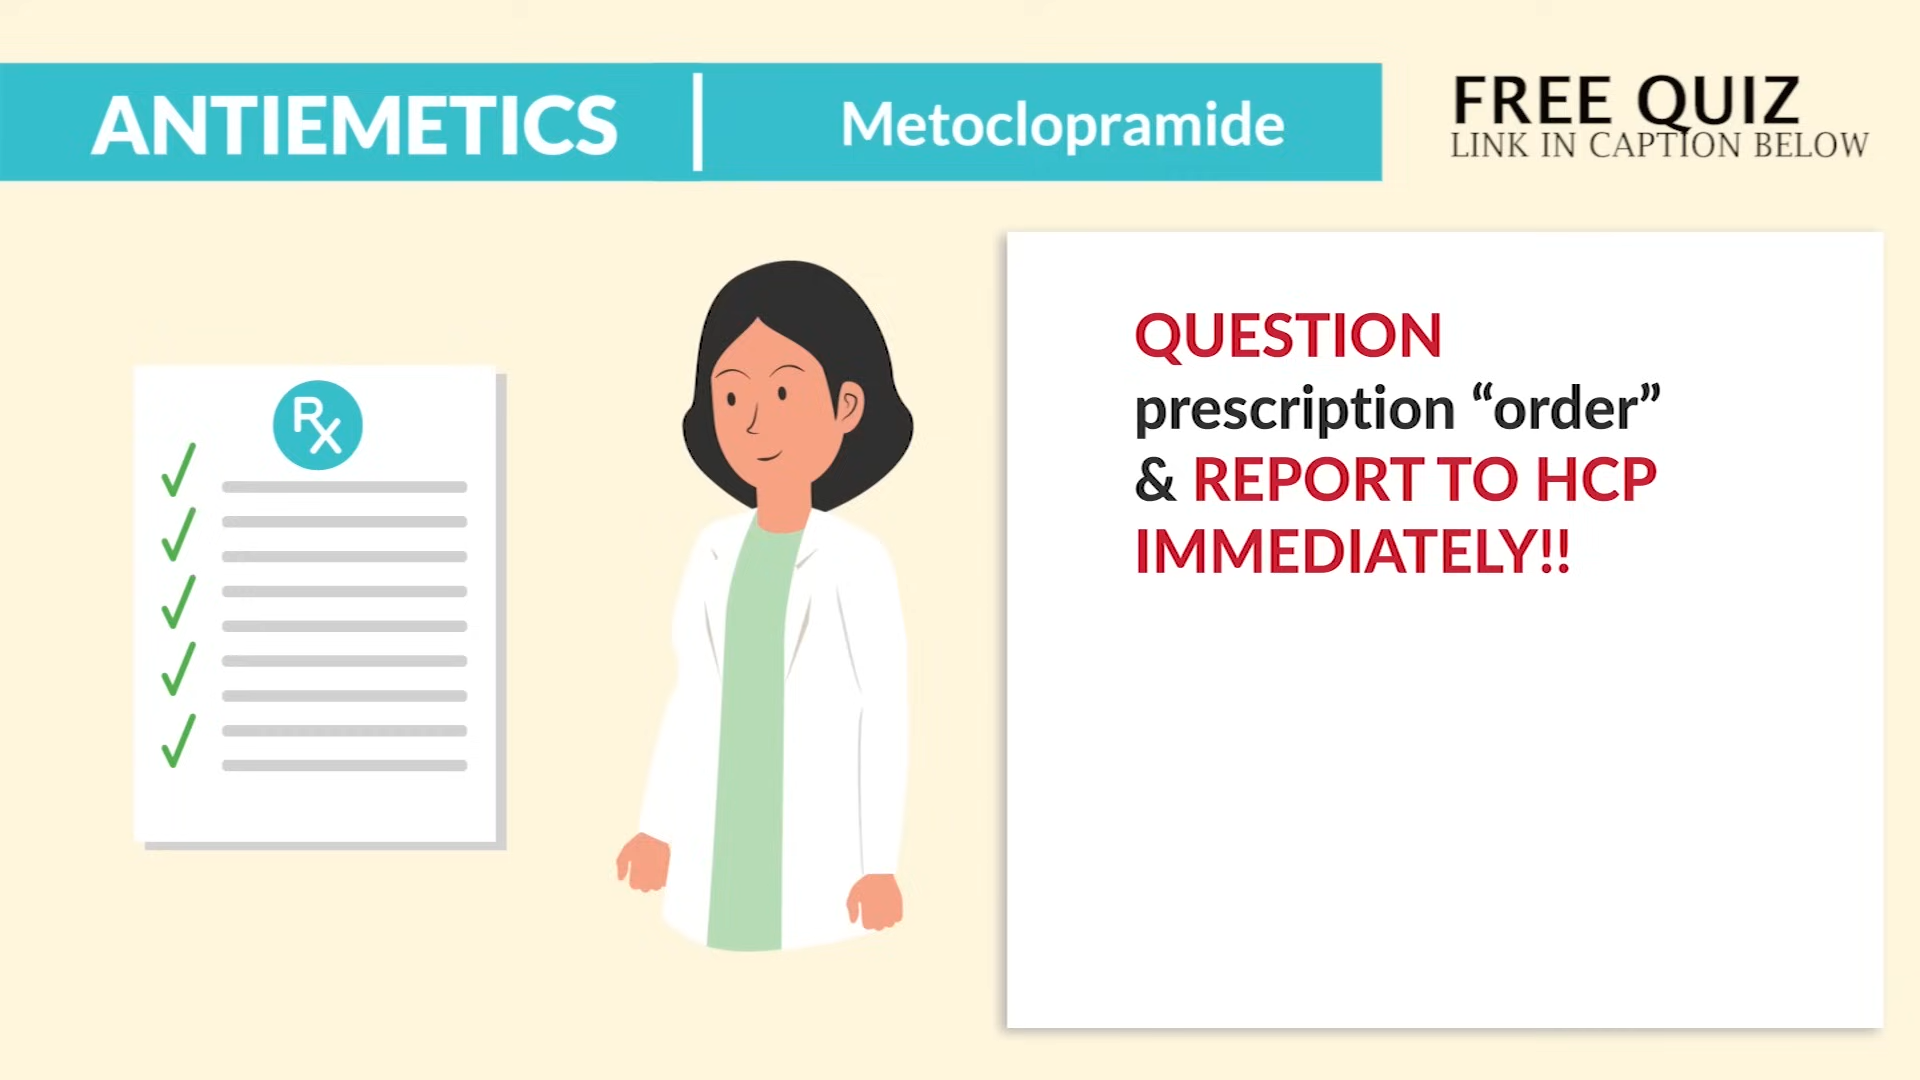 ANTIEMETICS
Metoclopramide
FREE QUIZ
LINK IN CAPTION BELOW
Rx
QUESTION
prescription “order”
& REPORT TO HCP
IMMEDIATELY!!